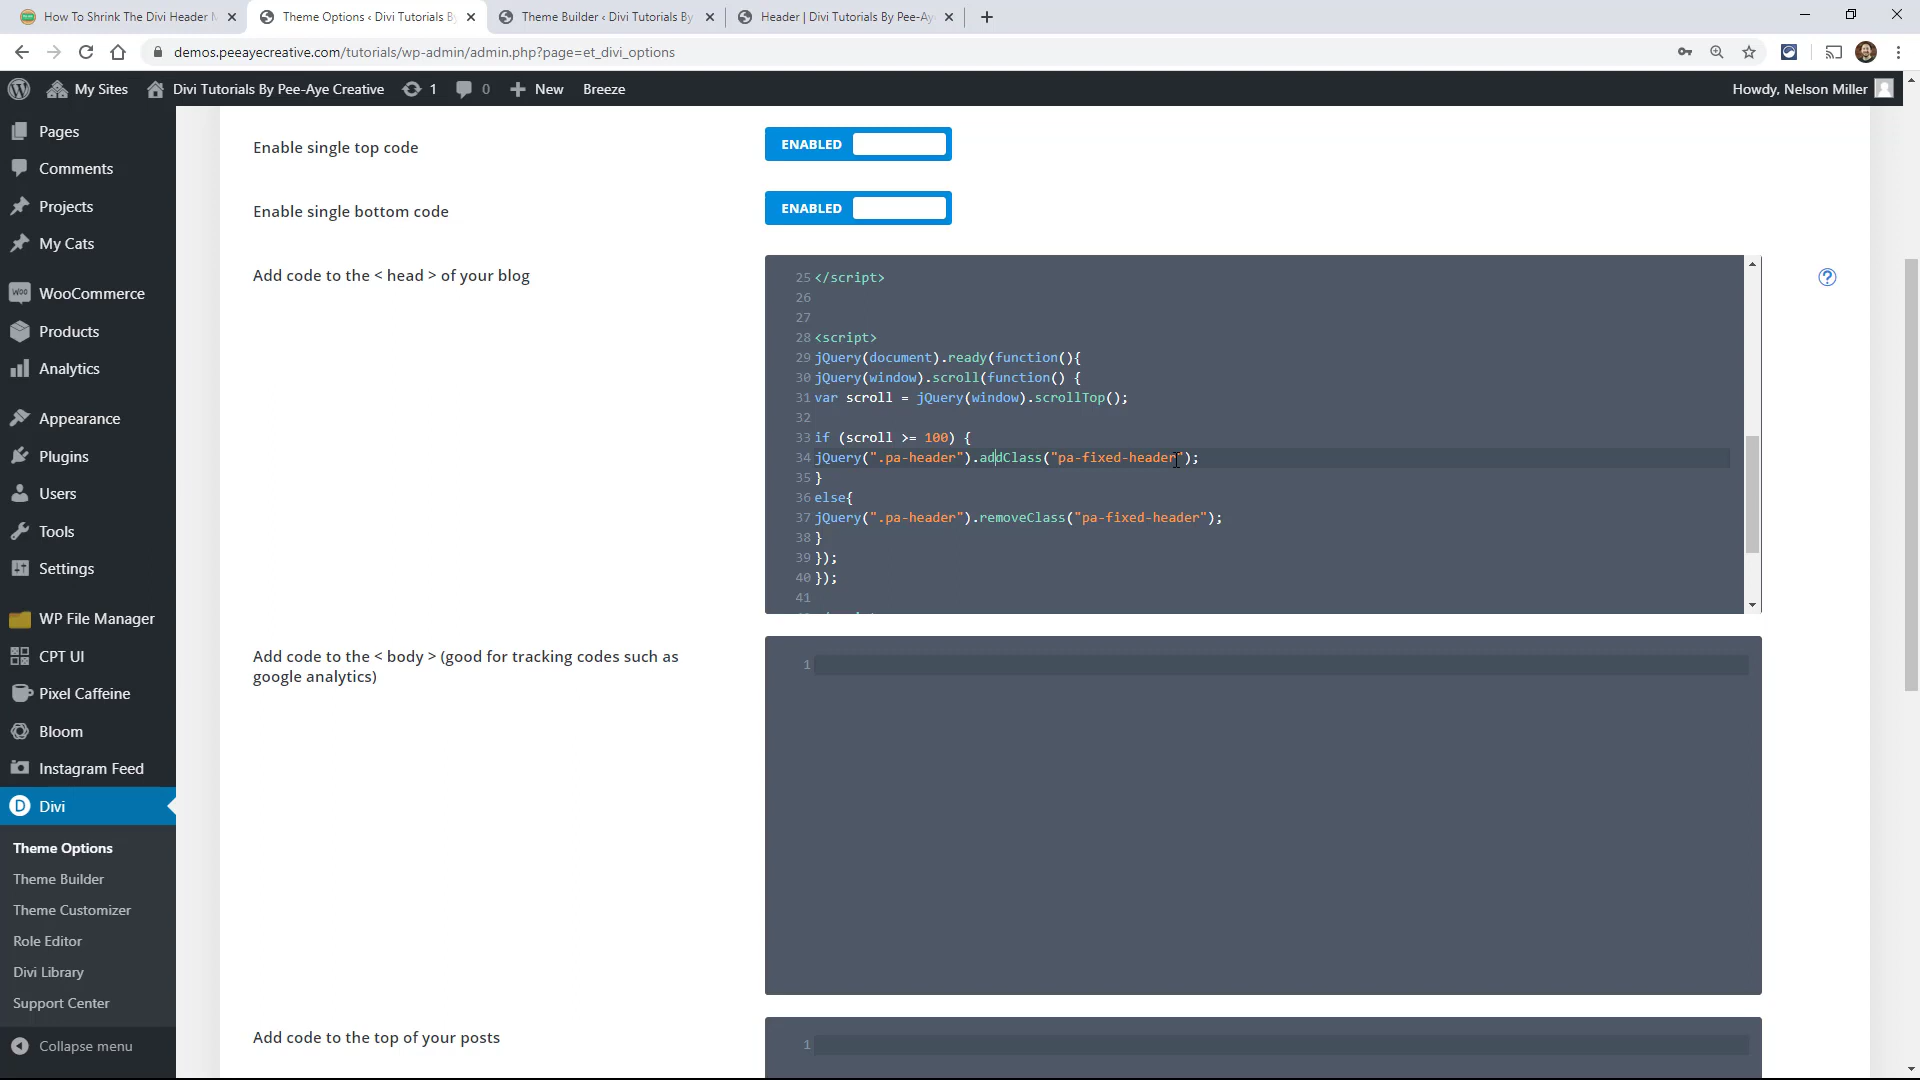 How To Shrink The Divi Header
Theme Options ‹ Divi Tutorials By
Theme Builder ‹ Divi Tutorials By
Header | Divi Tutorials By Pee-Aye
demos.peeayecreative.com/tutorials/wp-admin/admin.php?page=et_divi_options
My Sites
Divi Tutorials By Pee-Aye Creative
1
0
New
Breeze
Howdy, Nelson Miller
Pages
Comments
Projects
My Cats
WooCommerce
Products
Analytics
Appearance
Plugins
Users
Tools
Settings
WP File Manager
CPT UI
Pixel Caffeine
Bloom
Instagram Feed
Divi
Theme Options
Theme Builder
Theme Customizer
Role Editor
Divi Library
Support Center
Collapse menu
Enable single top code
ENABLED
Enable single bottom code
ENABLED
Add code to the < head > of your blog
25 </script>
26
27
28 <script>
29 jQuery(document).ready(function(){
30 jQuery(window).scroll(function() {
31 var scroll = jQuery(window).scrollTop();
32
33 if (scroll >= 100) {
34 jQuery(".pa-header").addClass("pa-fixed-header");
35 }
36 else{
37 jQuery(".pa-header").removeClass("pa-fixed-header");
38 }
39 });
40 });
41
Add code to the < body > (good for tracking codes such as
google analytics)
1
Add code to the top of your posts
1